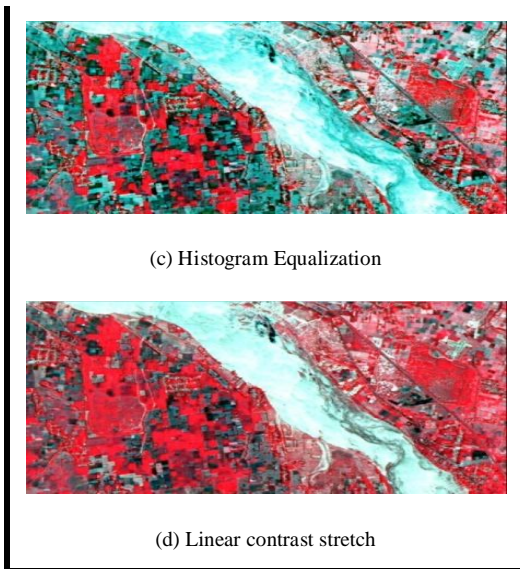 (c) Histogram Equalization
(d) Linear contrast stretch